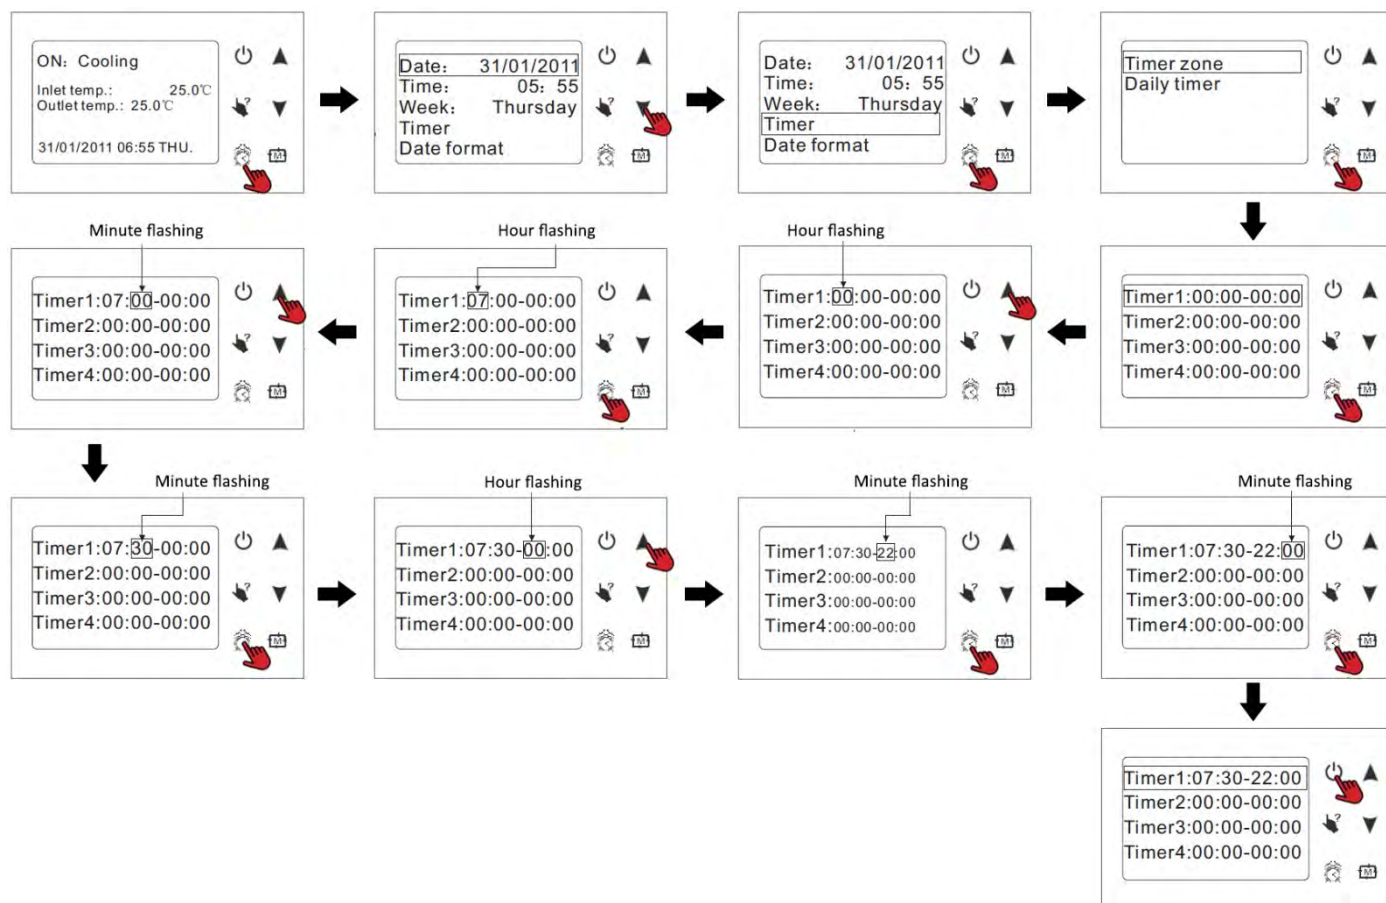 ON: Cooling
Inlet temp.: 25.0℃
Outlet temp.: 25.0℃
31/01/2011 06:55 THU.
?
M
Date: 31/01/2011
Time: 05: 55
Week: Thursday
Timer
Date format
?
M
Date: 31/01/2011
Time: 05: 55
Week: Thursday
Timer
Date format
?
M
Timer zone
Daily timer
?
M
Minute flashing
Timer1:07:00-00:00
Timer2:00:00-00:00
Timer3:00:00-00:00
Timer4:00:00-00:00
?
M
Hour flashing
Timer1:07:00-00:00
Timer2:00:00-00:00
Timer3:00:00-00:00
Timer4:00:00-00:00
?
M
Hour flashing
Timer1:00:00-00:00
Timer2:00:00-00:00
Timer3:00:00-00:00
Timer4:00:00-00:00
?
M
Timer1:00:00-00:00
Timer2:00:00-00:00
Timer3:00:00-00:00
Timer4:00:00-00:00
?
M
Minute flashing
Timer1:07:30-00:00
Timer2:00:00-00:00
Timer3:00:00-00:00
Timer4:00:00-00:00
?
M
Hour flashing
Timer1:07:30-00:00
Timer2:00:00-00:00
Timer3:00:00-00:00
Timer4:00:00-00:00
?
M
Minute flashing
Timer1:07:30-22:00
Timer2:00:00-00:00
Timer3:00:00-00:00
Timer4:00:00-00:00
?
M
Minute flashing
Timer1:07:30-22:00
Timer2:00:00-00:00
Timer3:00:00-00:00
Timer4:00:00-00:00
?
M
Timer1:07:30-22:00
Timer2:00:00-00:00
Timer3:00:00-00:00
Timer4:00:00-00:00
?
M